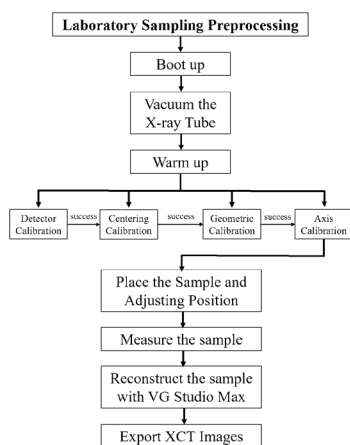 Laboratory Sampling Preprocessing
Boot up
Vacuum the
X-ray Tube
Warm up
Detector
Calibration
success
Centering
Calibration
success
Geometric
Calibration
success
Axis
Calibration
Place the Sample and
Adjusting Position
Measure the sample
Reconstruct the sample
with VG Studio Max
Export XCT Images